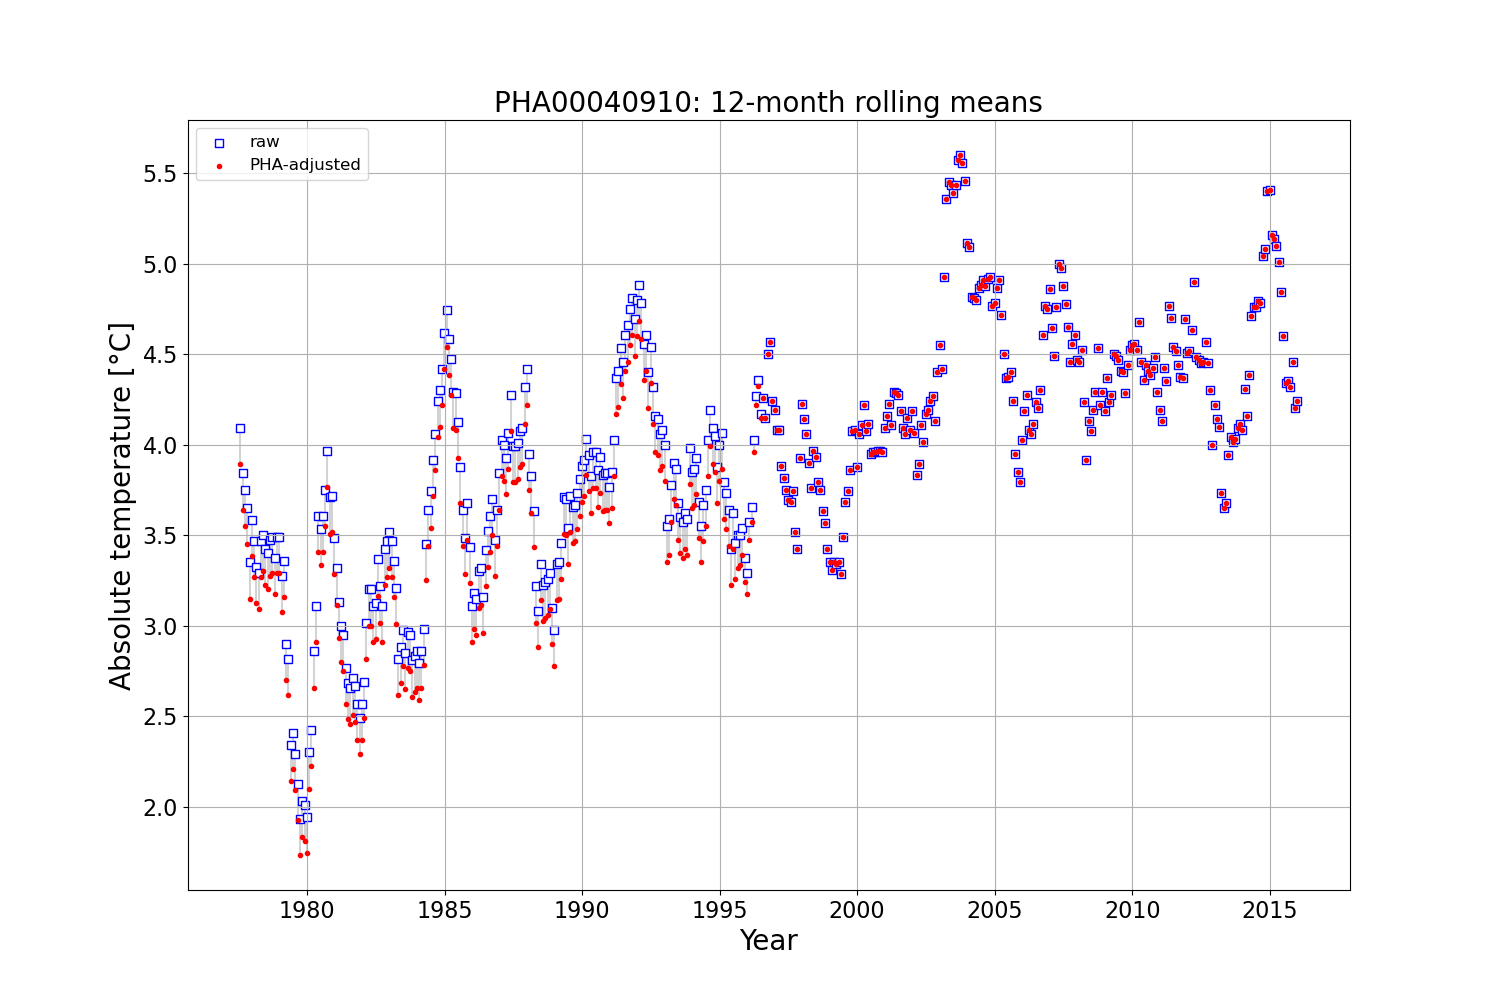 PHA00040910: 12-month rolling means
raw
PHA-adjusted
Absolute temperature [°C]
5.5
5.0
4.5
4.0
3.5
3.0
2.5
2.0
1980 1985 1990 1995 2000 2005 2010 2015
Year